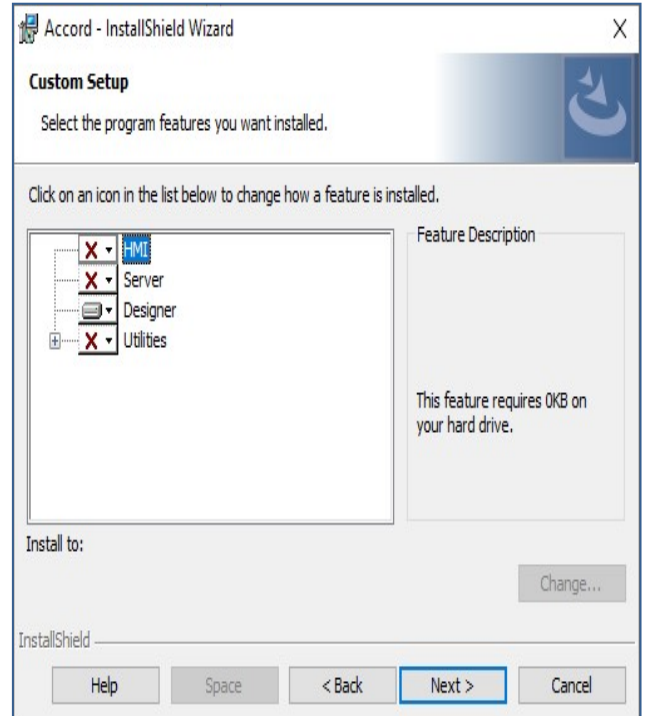 Accord - InstallShield Wizard
Custom Setup
Select the program features you want installed.
Click on an icon in the list below to change how a feature is installed.
HMI
Server
Designer
Utilities
Feature Description
This feature requires 0KB on
your hard drive.
Install to:
Change...
InstallShield
Help
Space
< Back
Next >
Cancel